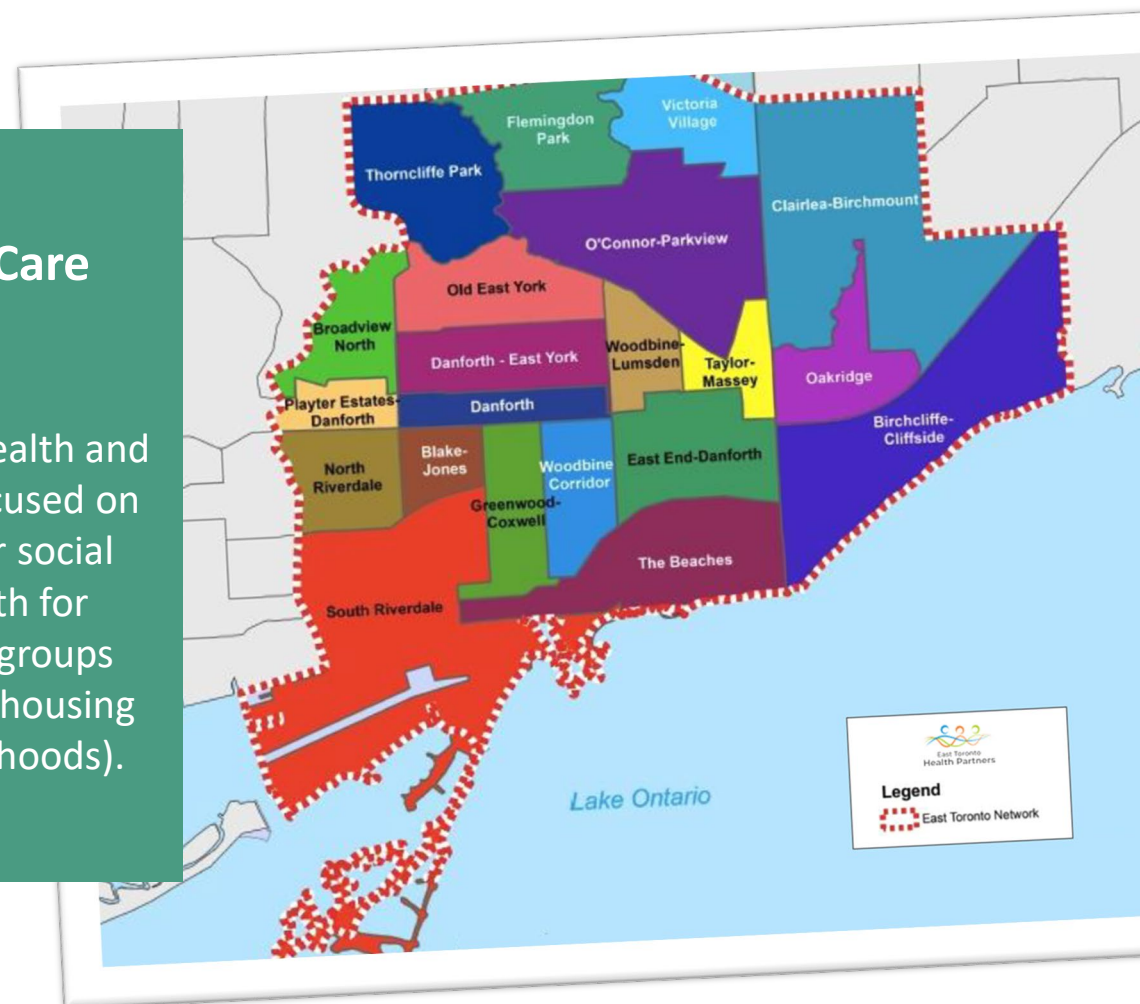 Care
ealth and
cused on
r social
th for
groups
housing
hoods).
Flemingdon
Park
Victoria
Village
Thorncliffe Park
Clairlea-Birchmount
O'Connor-Parkview
Old East York
Broadview
North
Danforth - East York
Woodbine-
Lumsden
Taylor-
Massey
Oakridge
Playter Estates-
Danforth
Danforth
Birchcliffe-
Cliffside
North
Riverdale
Blake-
Jones
Woodbine
Corridor
East End-Danforth
Greenwood-
Coxwell
The Beaches
South Riverdale
Lake Ontario
East Toronto
Health Partners
Legend
East Toronto Network